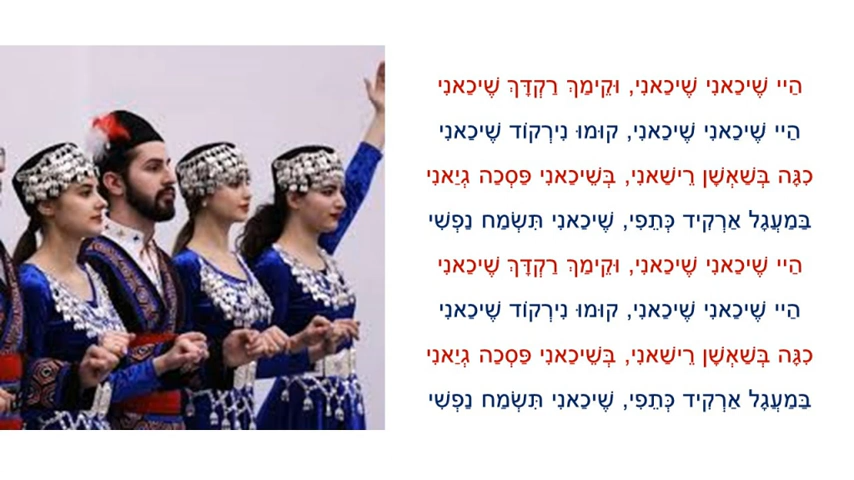 הַיי שֶׁיכַאנִי שֶׁיכַאנִי, וּקֵימַךְ רַקְדָּךְ שֶׁיכַאנִי
הַיי שֶׁיכַאנִי שֶׁיכַאנִי, קוּמוּ נִירְקוֹד שֶׁיכַאנִי
כִגָּה בְּשַׁאְשָׁן רֵישַׁאנִי, בְּשֵׁיכַאנִי פַּסְכַה גְיַאנִי
בַּמַעֲגָל אַרְקִיד כְּתֵפִי, שֶׁיכַאנִי תִּשְׂמַח נַפְשִׁי
הַיי שֶׁיכַאנִי שֶׁיכַאנִי, וּקֵימַךְ רַקְדָּךְ שֶׁיכַאנִי
הַיי שֶׁיכַאנִי שֶׁיכַאנִי, קוּמוּ נִירְקוֹד שֶׁיכַאנִי
כִגָּה בְּשַׁאְשָׁן רֵישַׁאנִי, בְּשֵׁיכַאנִי פַּסְכַה גְיַאנִי
בַּמַעֲגָל אַרְקִיד כְּתֵפִי, שֶׁיכַאנִי תִּשְׂמַח נַפְשִׁי